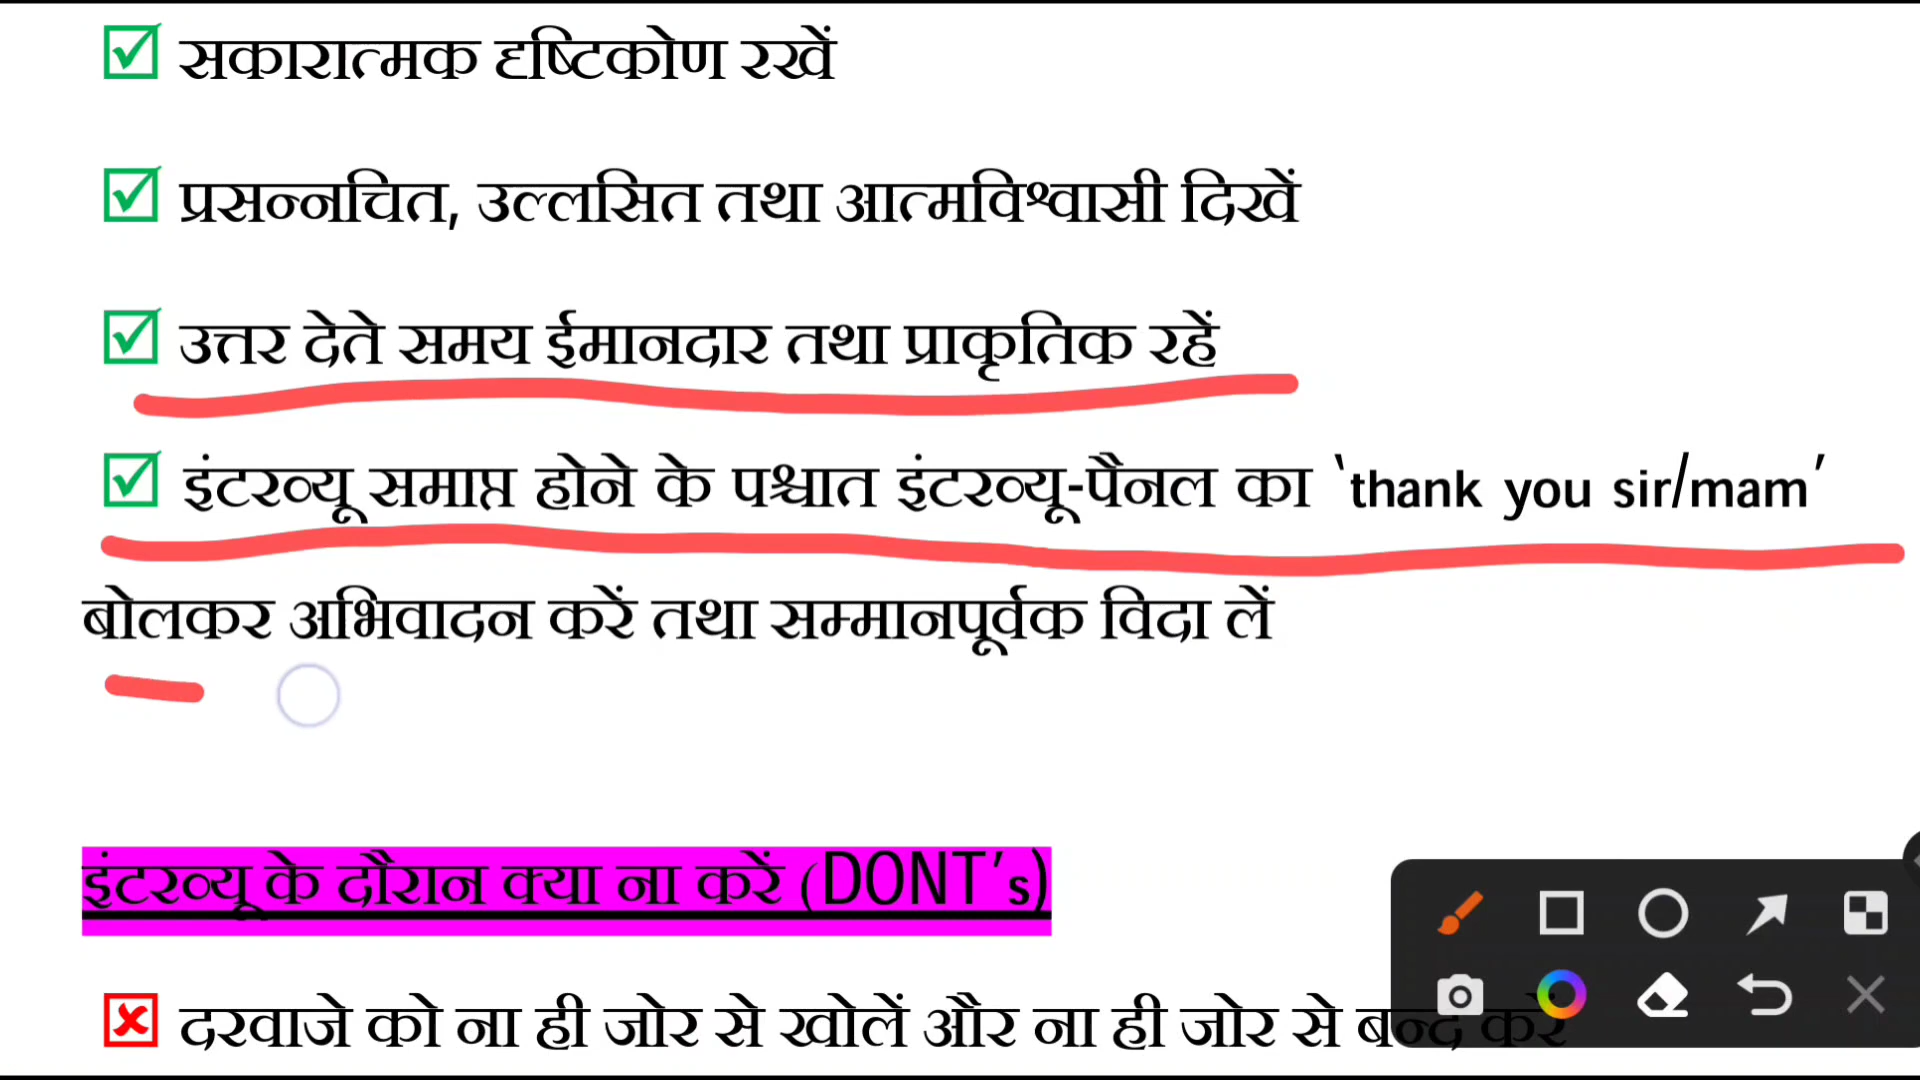 सकारात्मक दृष्टिकोण रखें
प्रसन्नचित, उल्लसित तथा आत्मविश्वासी दिखें
उत्तर देते समय ईमानदार तथा प्राकृतिक रहें
इंटरव्यू समाप्त होने के पश्चात इंटरव्यू-पैनल का ‘thank you sir/mam’
बोलकर अभिवादन करें तथा सम्मानपूर्वक विदा लें
इंटरव्यू के दौरान क्या ना करें (DONT’s)
दरवाजे को ना ही जोर से खोलें और ना ही जोर से बन्द करें